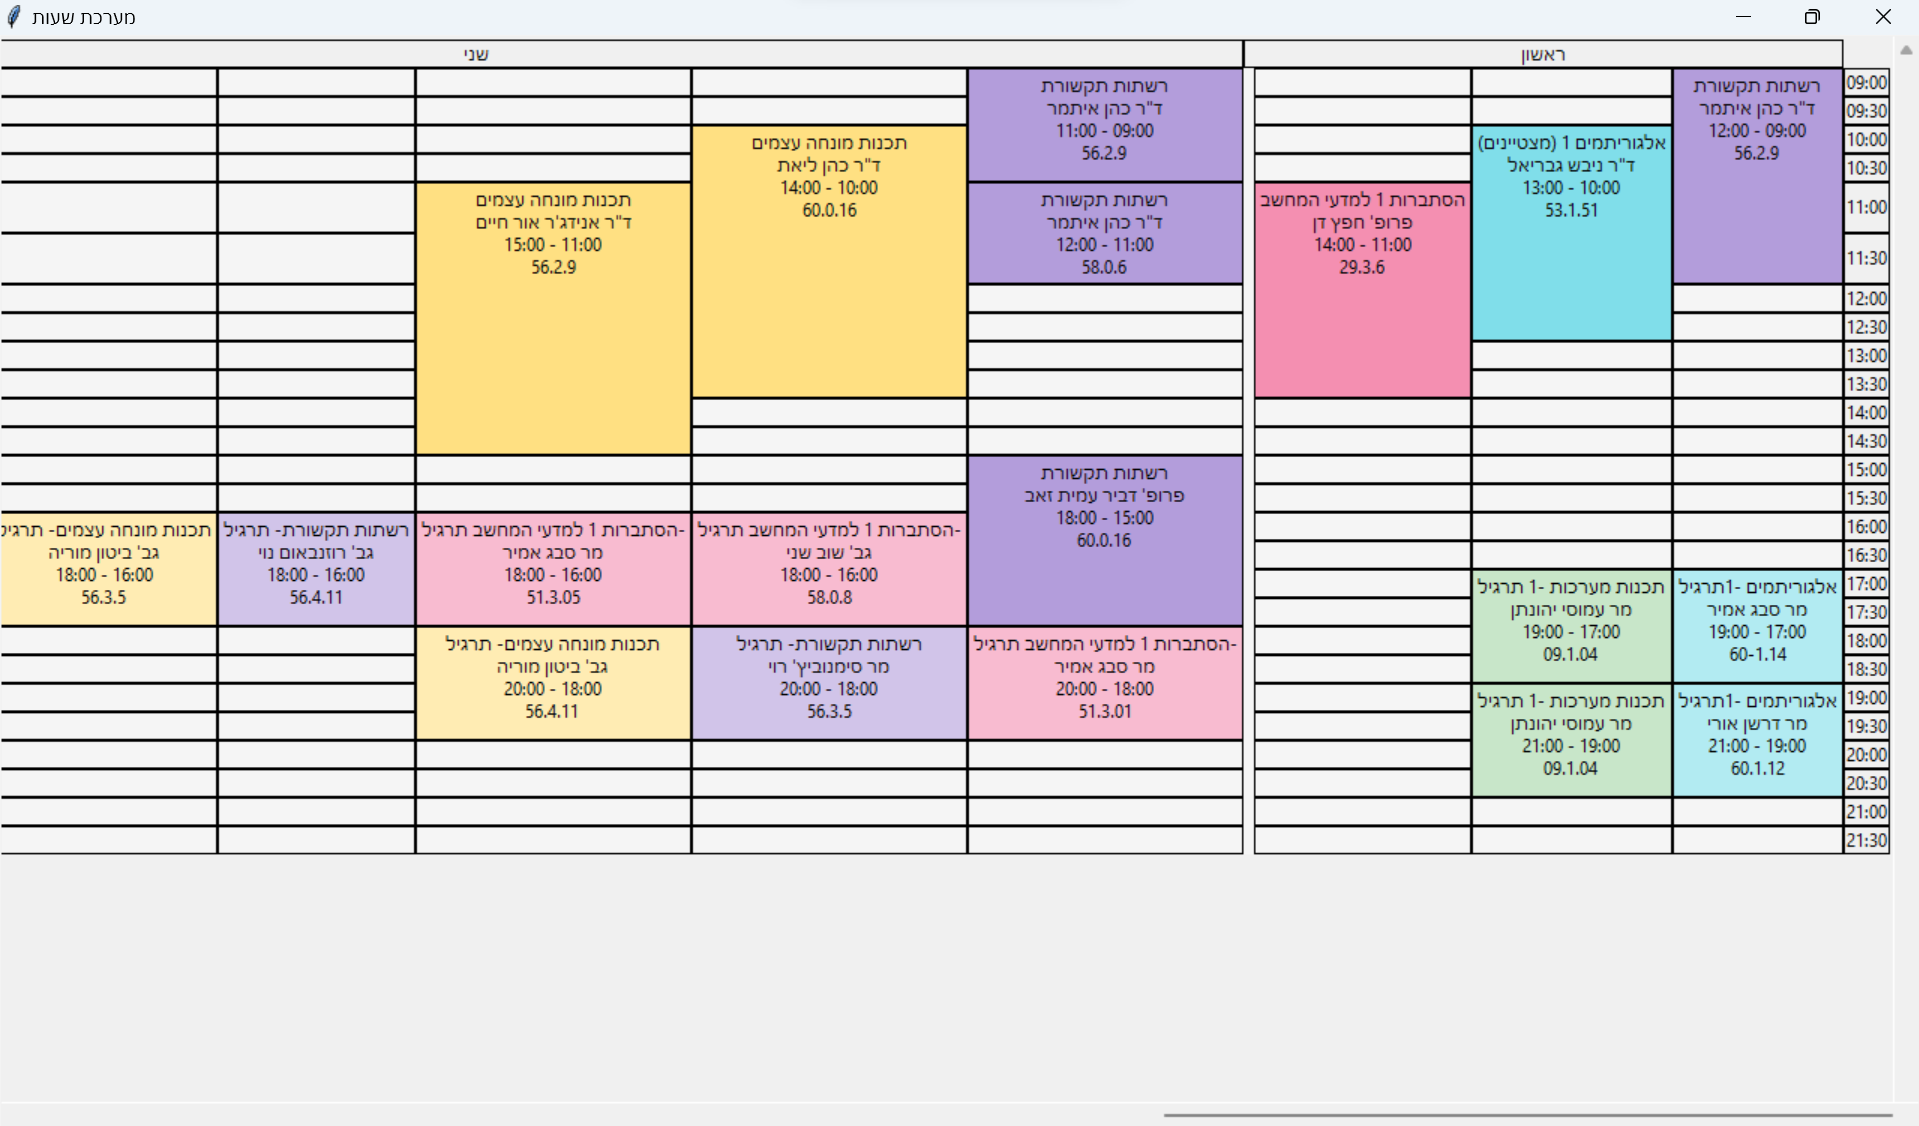 מערכת שעות
ראשון
שני
09:00
09:30
10:00
10:30
11:00
11:30
12:00
12:30
13:00
13:30
14:00
14:30
15:00
15:30
16:00
16:30
17:00
17:30
18:00
18:30
19:00
19:30
20:00
20:30
21:00
21:30
רשתות תקשורת
ד"ר כהן איתמר
12:00 - 09:00
56.2.9
אלגוריתמים -1תרגיל
מר סבג אמיר
19:00 - 17:00
60-1.14
אלגוריתמים -1תרגיל
מר דרשן אורי
21:00 - 19:00
60.1.12
אלגוריתמים 1 (מצטיינים)
ד"ר ניבש גבריאל
13:00 - 10:00
53.1.51
תכנות מערכות -1 תרגיל
מר עמוסי יהונתן
19:00 - 17:00
09.1.04
תכנות מערכות -1 תרגיל
מר עמוסי יהונתן
21:00 - 19:00
09.1.04
הסתברות 1 למדעי המחשב
פרופ' חפץ דן
14:00 - 11:00
29.3.6
רשתות תקשורת
ד"ר כהן איתמר
11:00 - 09:00
56.2.9
רשתות תקשורת
ד"ר כהן איתמר
12:00 - 11:00
58.0.6
רשתות תקשורת
פרופ' דביר עמית זאב
18:00 - 15:00
60.0.16
-הסתברות 1 למדעי המחשב תרגיל
מר סבג אמיר
20:00 - 18:00
51.3.01
תכנות מונחה עצמים
ד"ר כהן ליאת
14:00 - 10:00
60.0.16
-הסתברות 1 למדעי המחשב תרגיל
גב' שוב שני
18:00 - 16:00
58.0.8
רשתות תקשורת- תרגיל
מר סימנוביץ' רוי
20:00 - 18:00
56.3.5
תכנות מונחה עצמים
ד"ר אנידג'ר אור חיים
15:00 - 11:00
56.2.9
-הסתברות 1 למדעי המחשב תרגיל
מר סבג אמיר
18:00 - 16:00
51.3.05
תכנות מונחה עצמים- תרגיל
גב' ביטון מוריה
20:00 - 18:00
56.4.11
רשתות תקשורת- תרגיל
גב' רוזנבאום נוי
18:00 - 16:00
56.4.11
תכנות מונחה עצמים- תרגיל
גב' ביטון מוריה
18:00 - 16:00
56.3.5